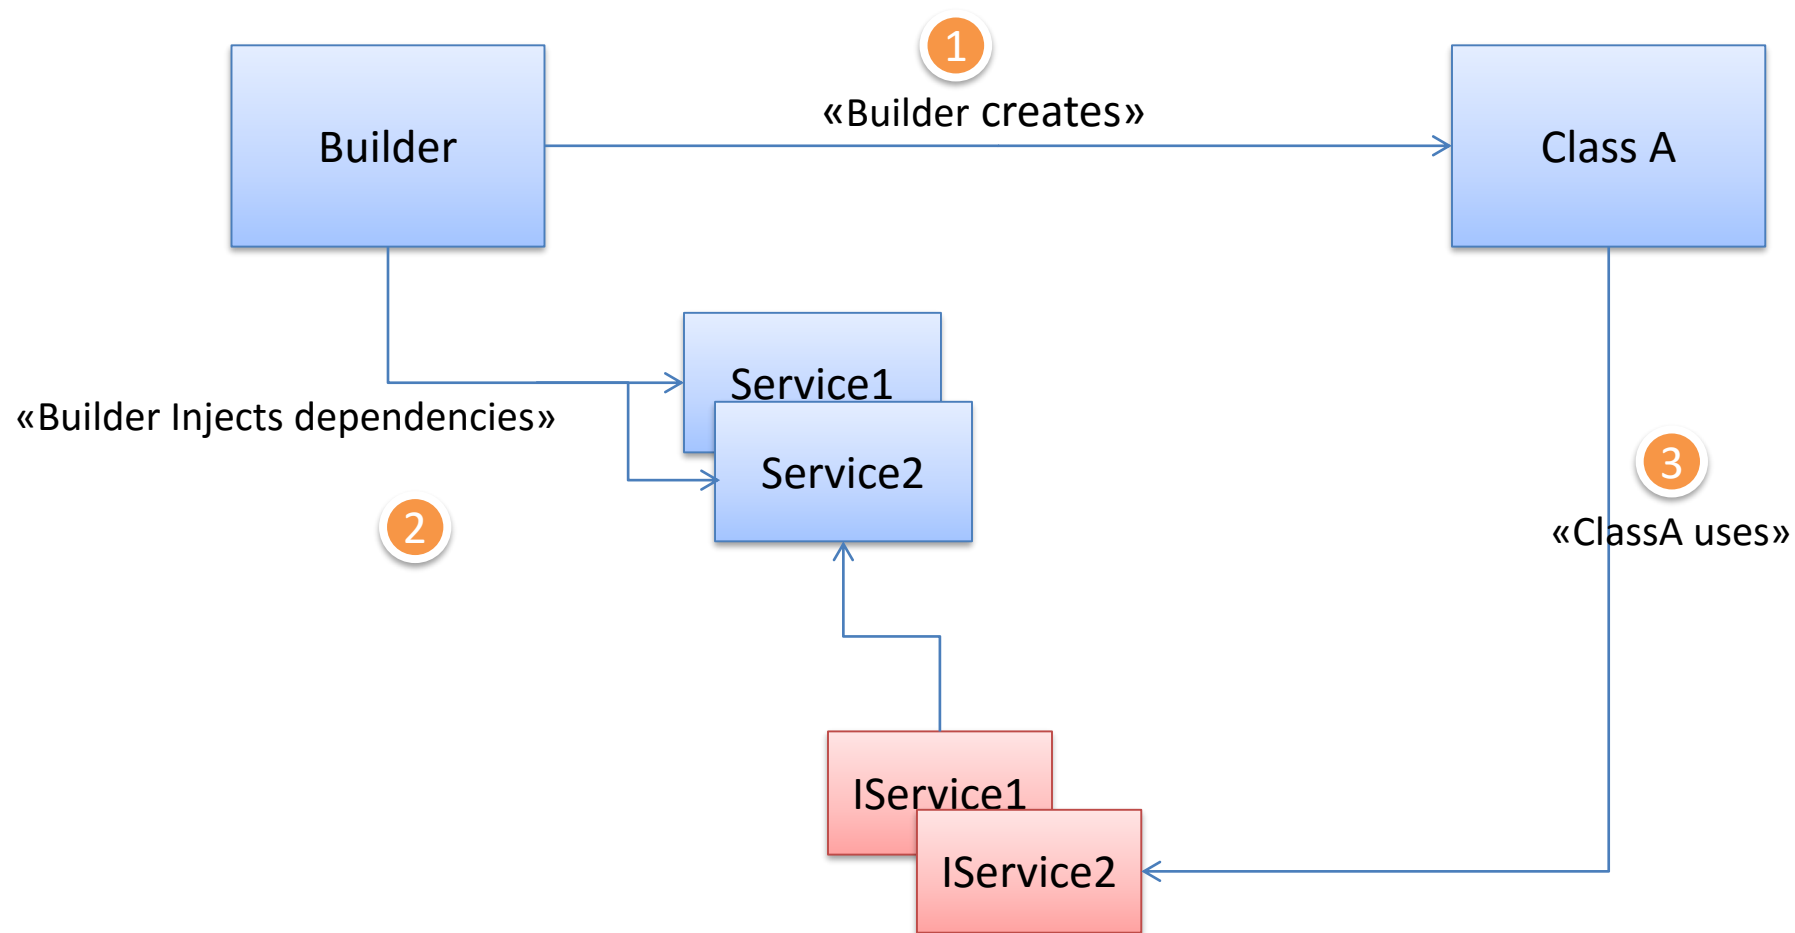 1
«Builder creates»
Builder
Class A
Service1
«Builder Injects dependencies»
Service2
3
2
«ClassA uses»
IService1
IService2